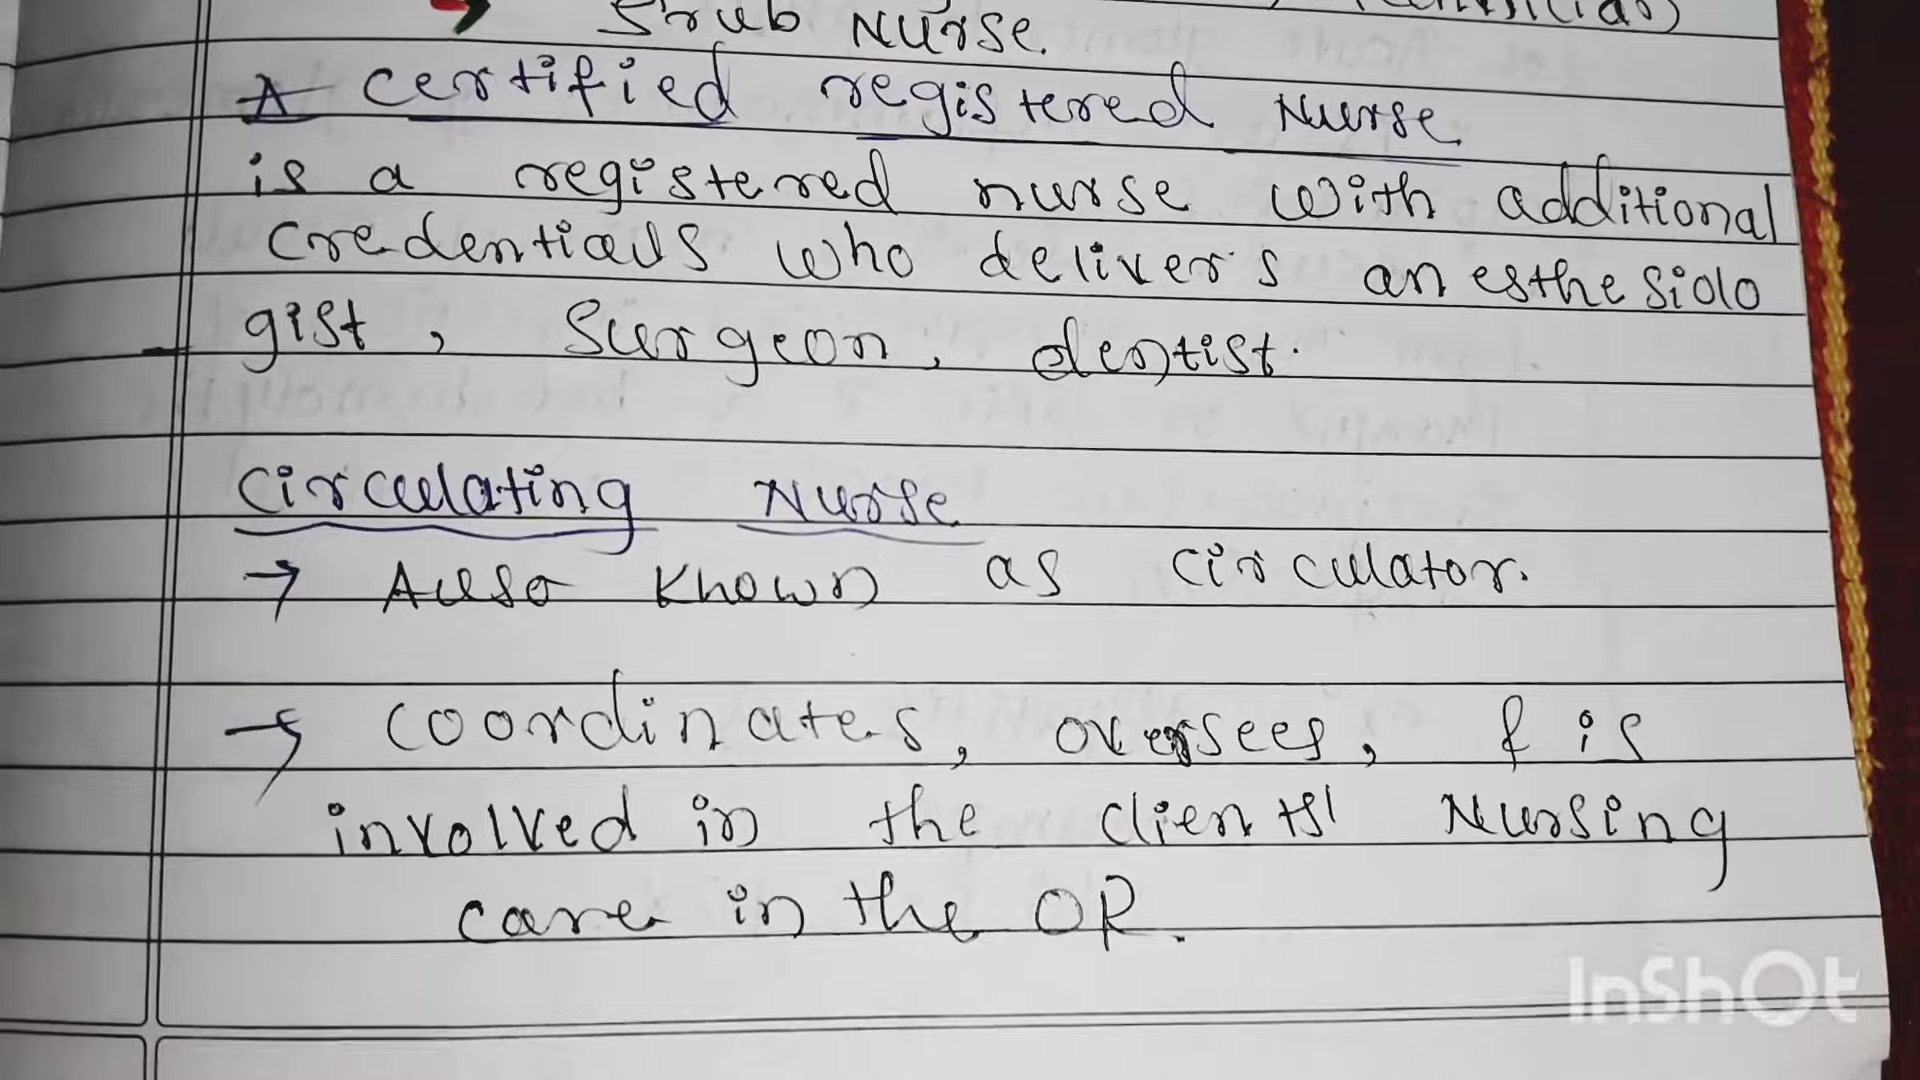 Srub Nurse.
A certified registered Nurse
is a registered nurse with additional
credentials who delivers anesthesiolo
gist, Surgeon, dentist.
Circulating Nurse
→ Also Known as circulator.
→ coordinates, oversees, & is
involved in the clients' Nursing
care in the OR.
InShOt